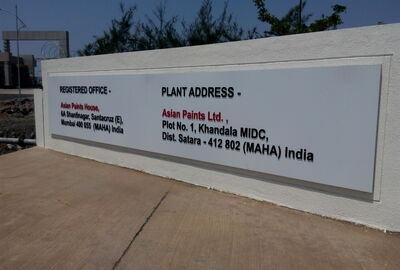 REGISTERED OFFICE -
Asian Paints House,
6A Shantinagar, Santacruz (E),
Mumbai 400 055 (MAHA) India
PLANT ADDRESS -
Asian Paints Ltd. ,
Plot No. 1, Khandala MIDC,
Dist. Satara - 412 802 (MAHA) India